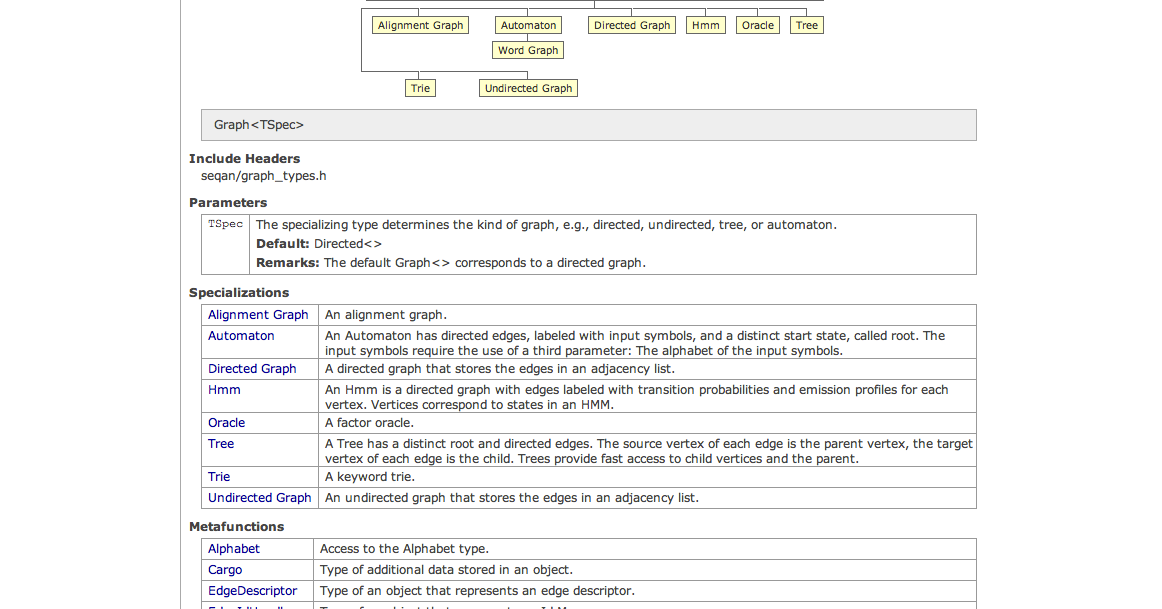 Alignment Graph Automaton Directed Graph Hmm Oracle Tree
Word Graph
Trie Undirected Graph
Graph<TSpec>
Include Headers
seqan/graph_types.h
Parameters
TSpec The specializing type determines the kind of graph, e.g., directed, undirected, tree, or automaton.
Default: Directed<>
Remarks: The default Graph<> corresponds to a directed graph.
Specializations
Alignment Graph An alignment graph.
Automaton An Automaton has directed edges, labeled with input symbols, and a distinct start state, called root. The
input symbols require the use of a third parameter: The alphabet of the input symbols.
Directed Graph A directed graph that stores the edges in an adjacency list.
Hmm An Hmm is a directed graph with edges labeled with transition probabilities and emission profiles for each
vertex. Vertices correspond to states in an HMM.
Oracle A factor oracle.
Tree A Tree has a distinct root and directed edges. The source vertex of each edge is the parent vertex, the target
vertex of each edge is the child. Trees provide fast access to child vertices and the parent.
Trie A keyword trie.
Undirected Graph An undirected graph that stores the edges in an adjacency list.
Metafunctions
Alphabet Access to the Alphabet type.
Cargo Type of additional data stored in an object.
EdgeDescriptor Type of an object that represents an edge descriptor.